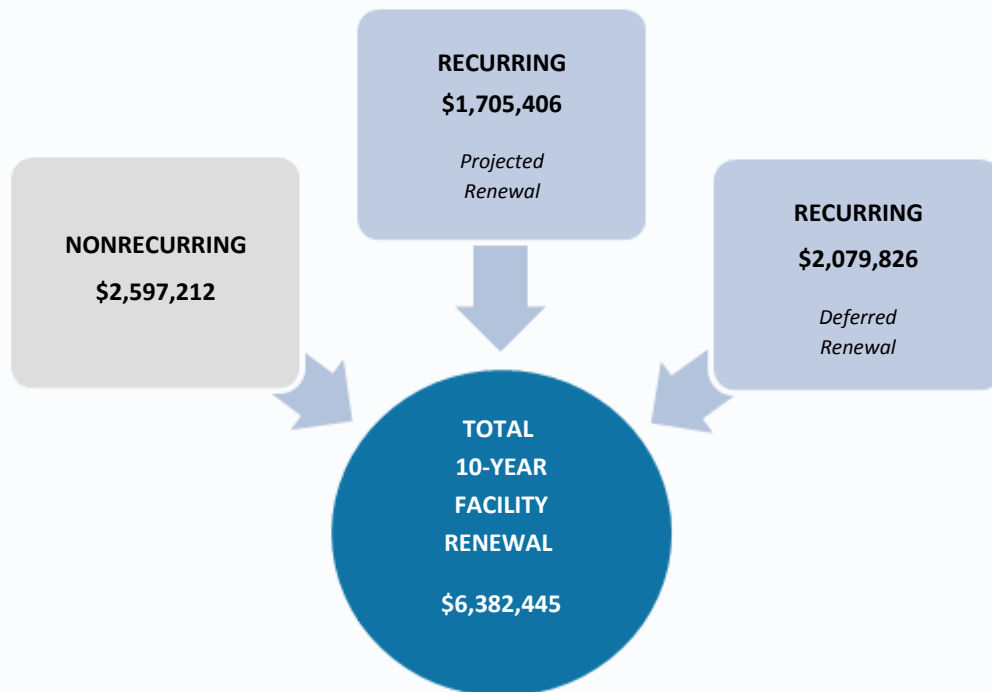 RECURRING
$1,705,406
Projected
Renewal
NONRECURRING
$2,597,212
RECURRING
$2,079,826
Deferred
Renewal
TOTAL
10-YEAR
FACILITY
RENEWAL
$6,382,445